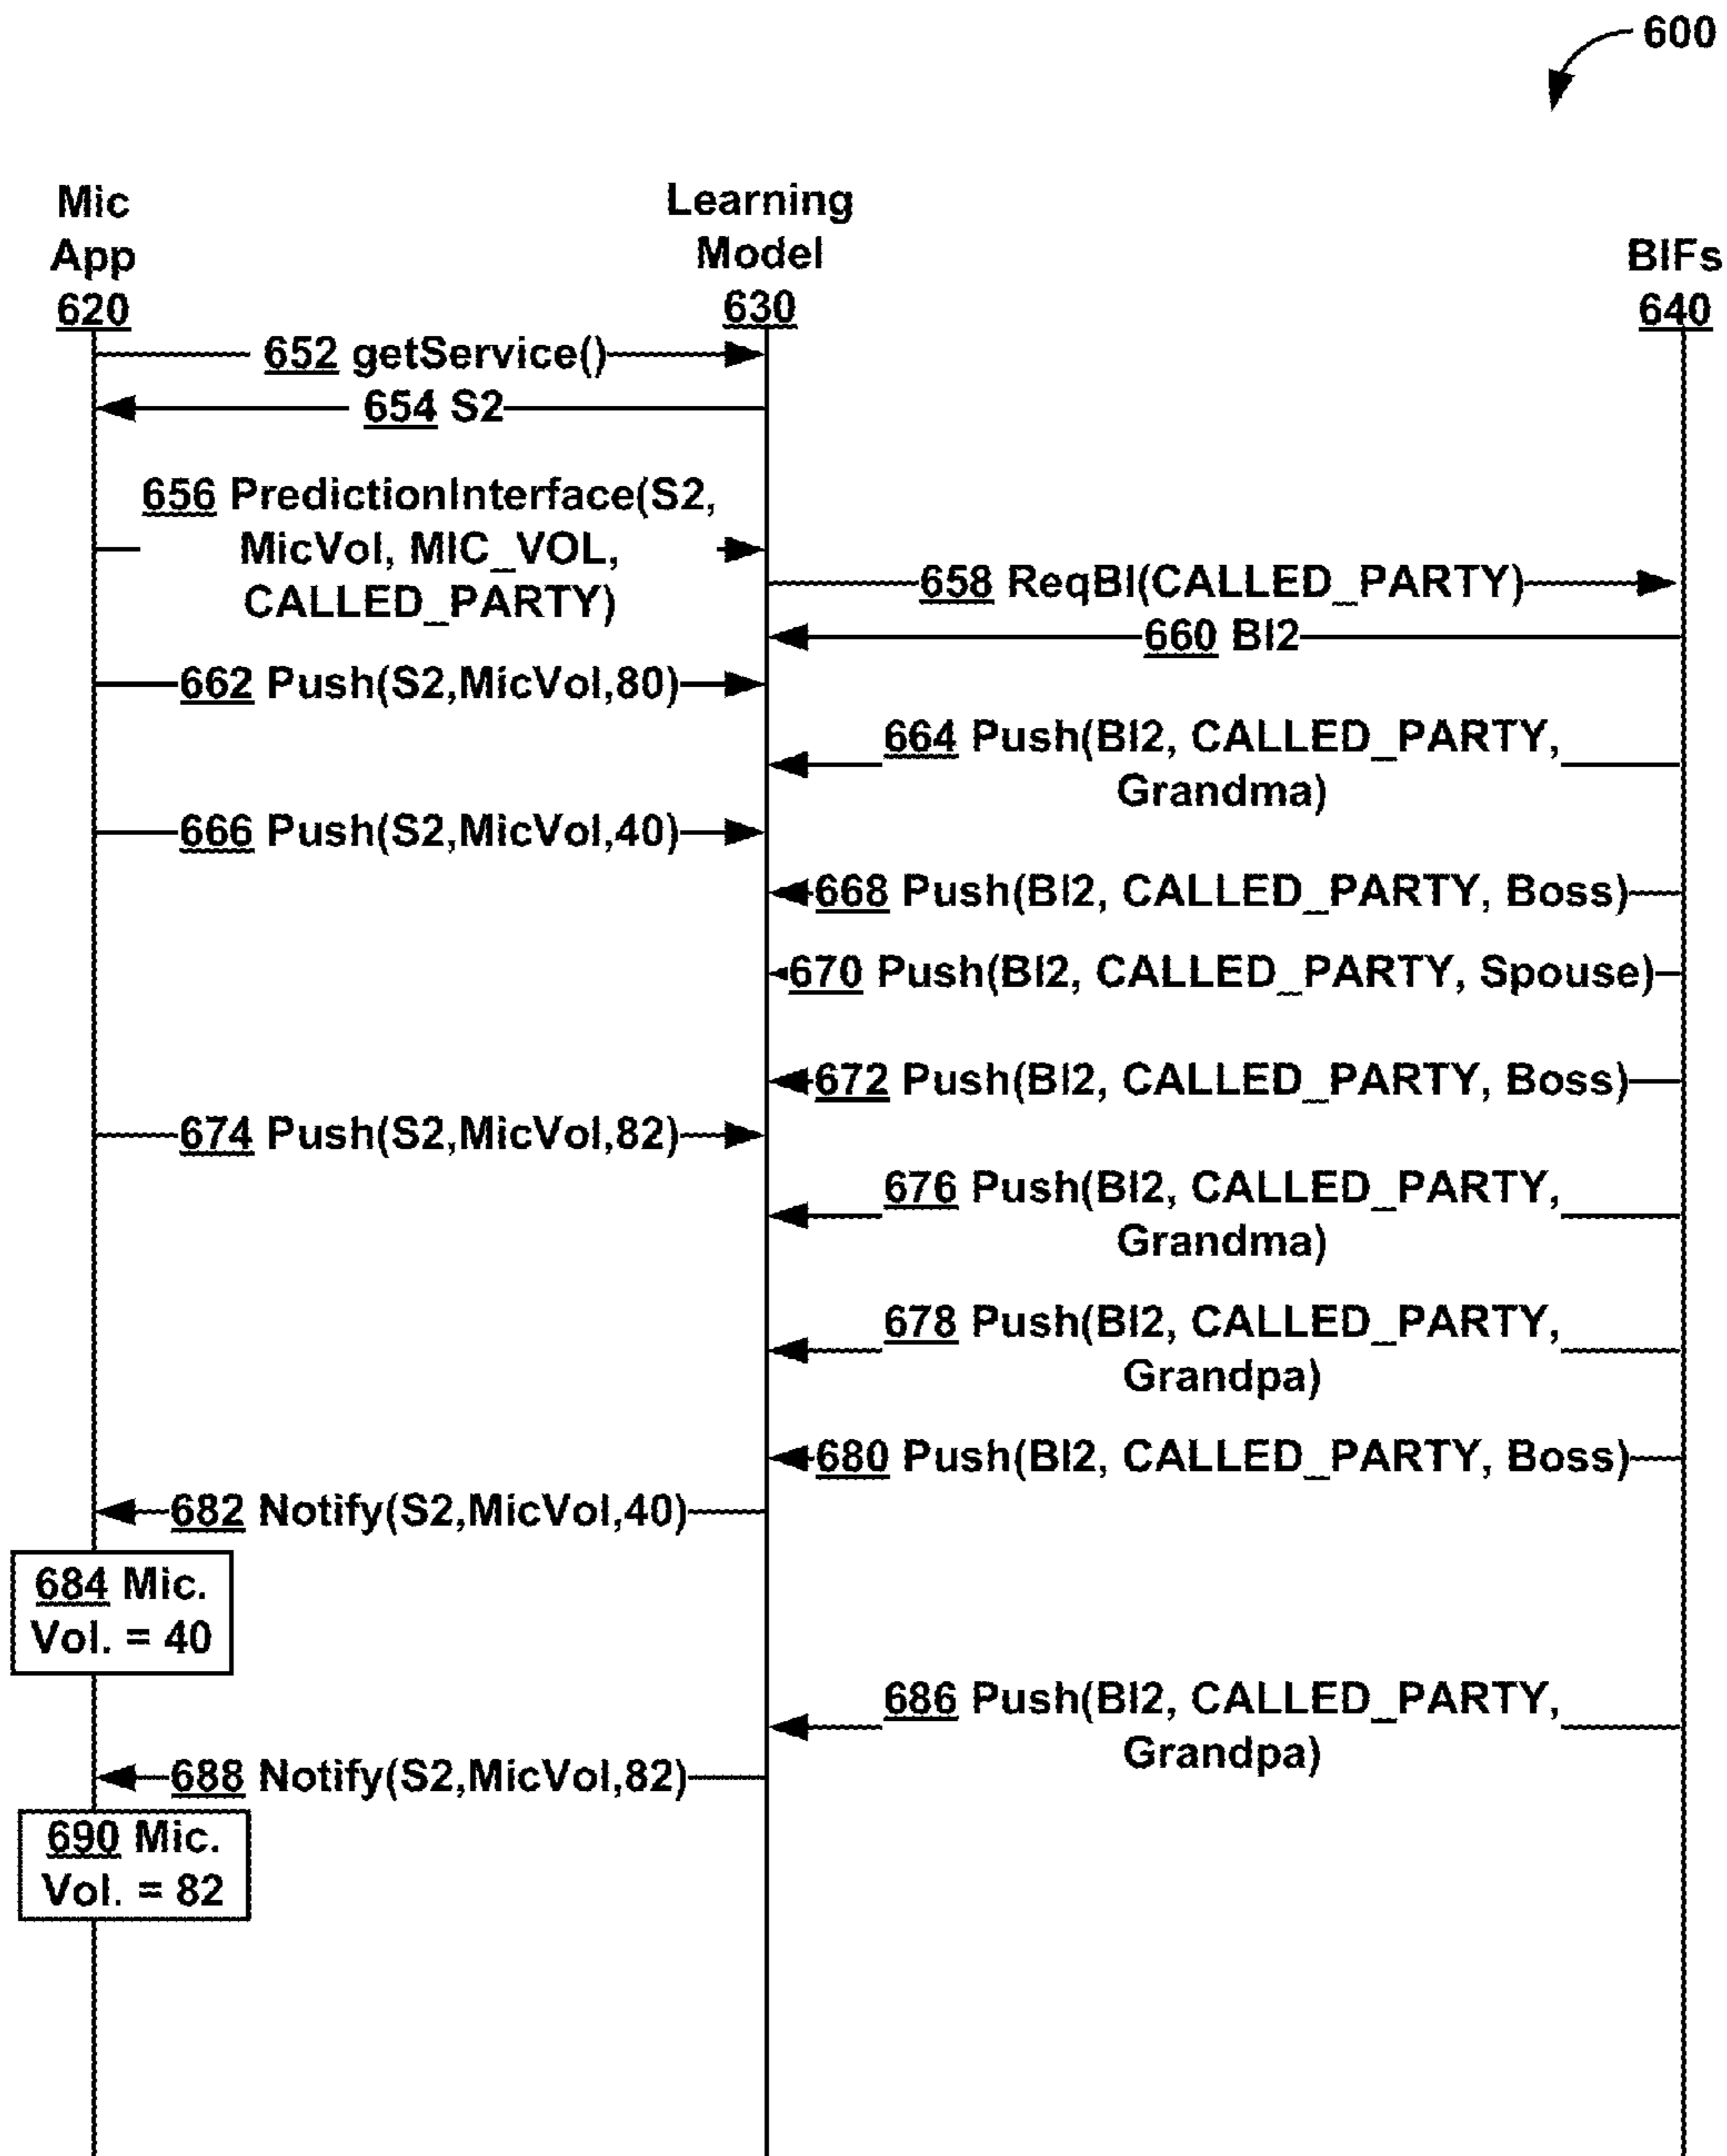 600
Mic
App
620
Learning
Model
630
BIFs
640
652 getService()
654 S2
656 PredictionInterface(S2,
MicVol, MIC_VOL,
CALLED_PARTY)
658 ReqBI(CALLED_PARTY)
660 BI2
662 Push(S2,MicVol,80)
664 Push(BI2, CALLED_PARTY,
Grandma)
666 Push(S2,MicVol,40)
668 Push(BI2, CALLED_PARTY, Boss)
670 Push(BI2, CALLED_PARTY, Spouse)
672 Push(BI2, CALLED_PARTY, Boss)
674 Push(S2,MicVol,82)
676 Push(BI2, CALLED_PARTY,
Grandma)
678 Push(BI2, CALLED_PARTY,
Grandpa)
680 Push(BI2, CALLED_PARTY, Boss)
682 Notify(S2,MicVol,40)
684 Mic.
Vol. = 40
686 Push(BI2, CALLED_PARTY,
Grandpa)
688 Notify(S2,MicVol,82)
690 Mic.
Vol. = 82